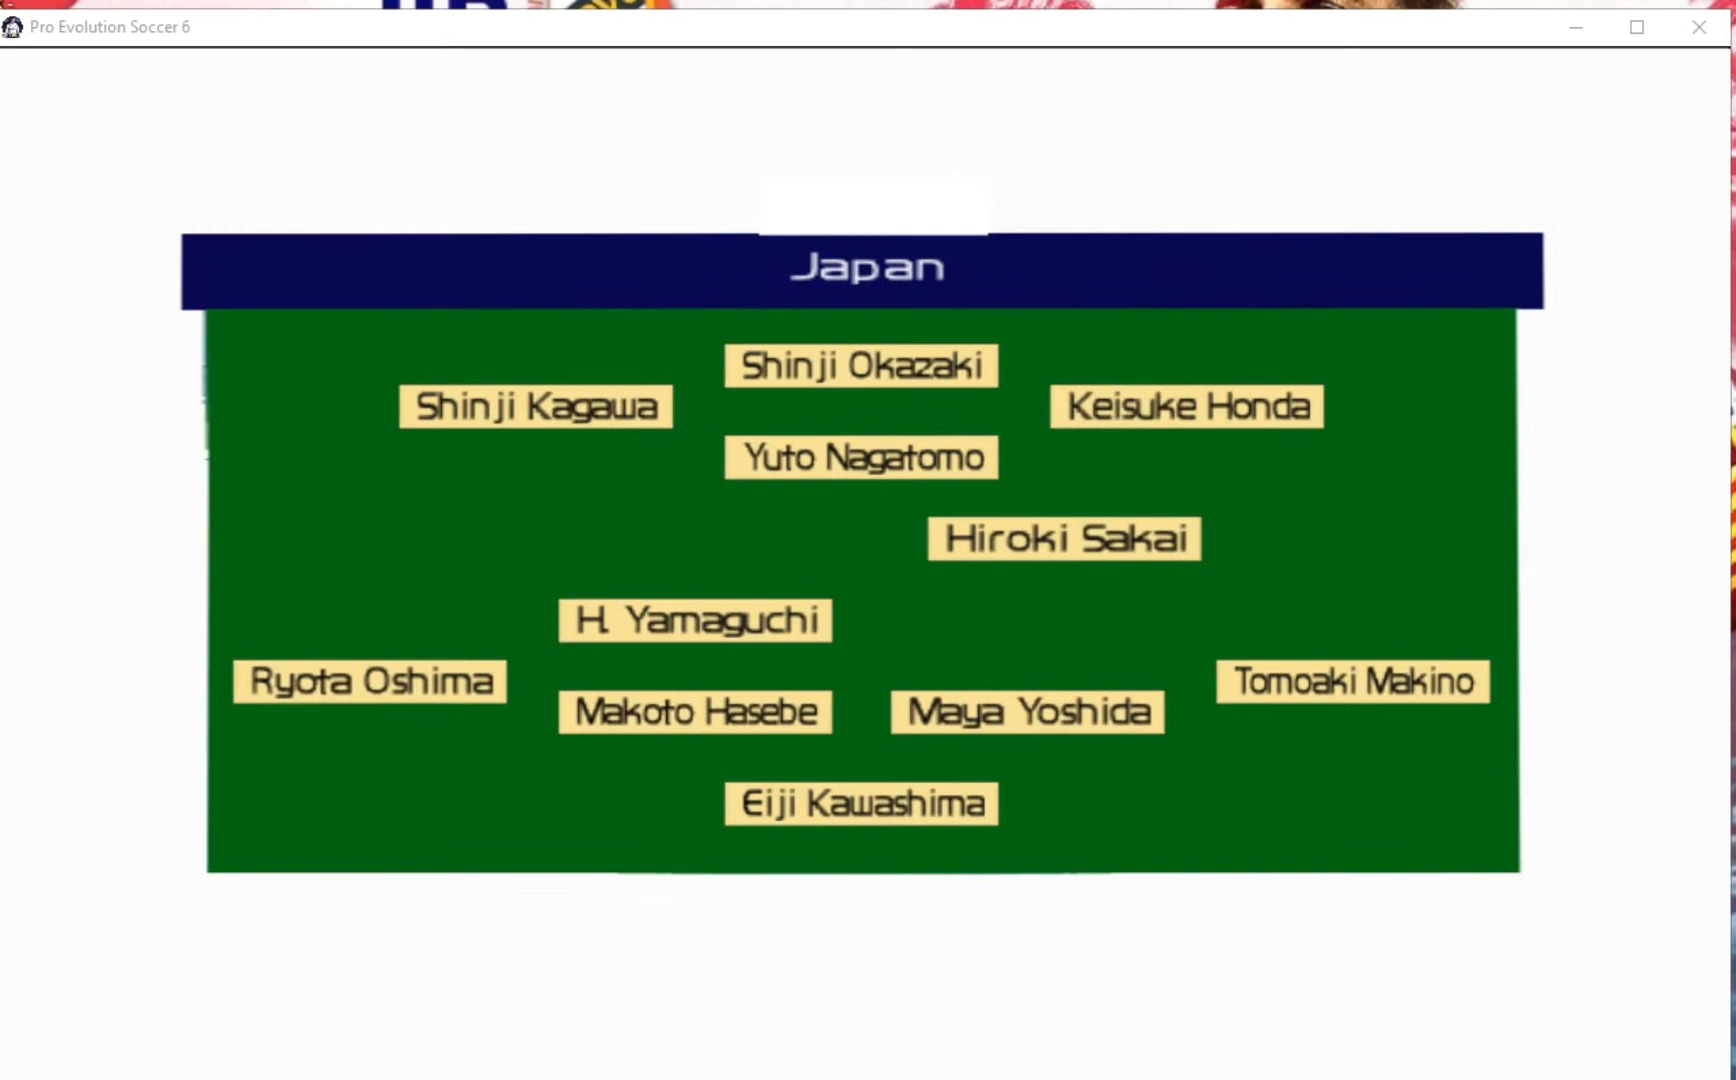 Pro Evolution Soccer 6
Japan
Shinji Okazaki
Shinji Kagawa
Keisuke Honda
Yuto Nagatomo
Hiroki Sakai
H. Yamaguchi
Ryota Oshima
Tomoaki Makino
Makoto Hasebe
Maya Yoshida
Eiji Kawashima